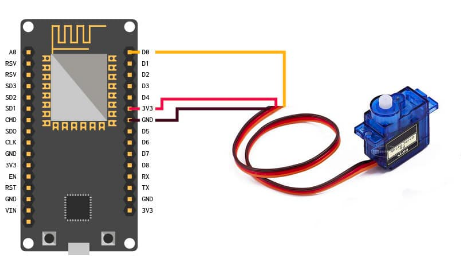 A0 D0
RSV D1
RSV D2
SD3 D3
SD2 D4
SD1 3V3
CMD GND
SDD D5
CLK D6
GND D7
3V3 D8
EN RX
RST TX
GND GND
VIN 3V3